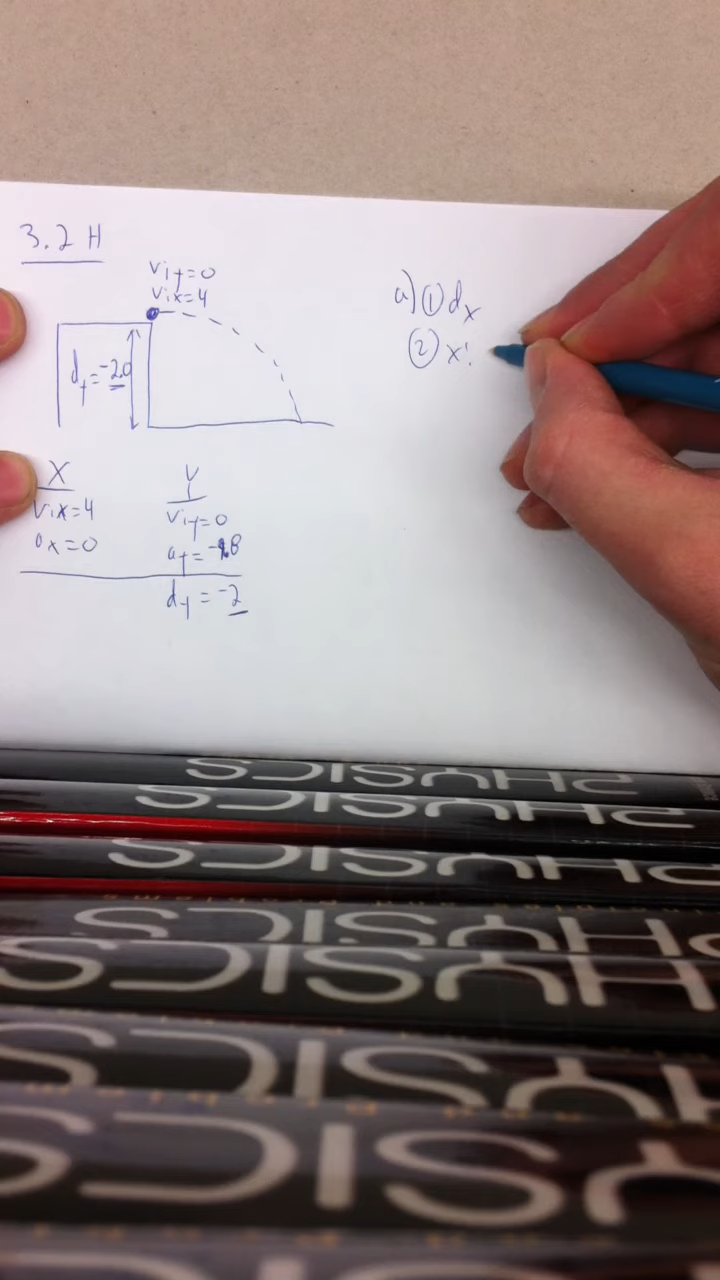 3.2 H
viy=0
vix=4
dy=-2.0
a) ① dx
② x:
X
vix=4
ax=0
Y
viy=0
ay=-9.8
dy=-2
PHYSICS
PHYSICS
PHYSICS
PHYSICS
PHYSICS
PHYSICS
PHYSICS